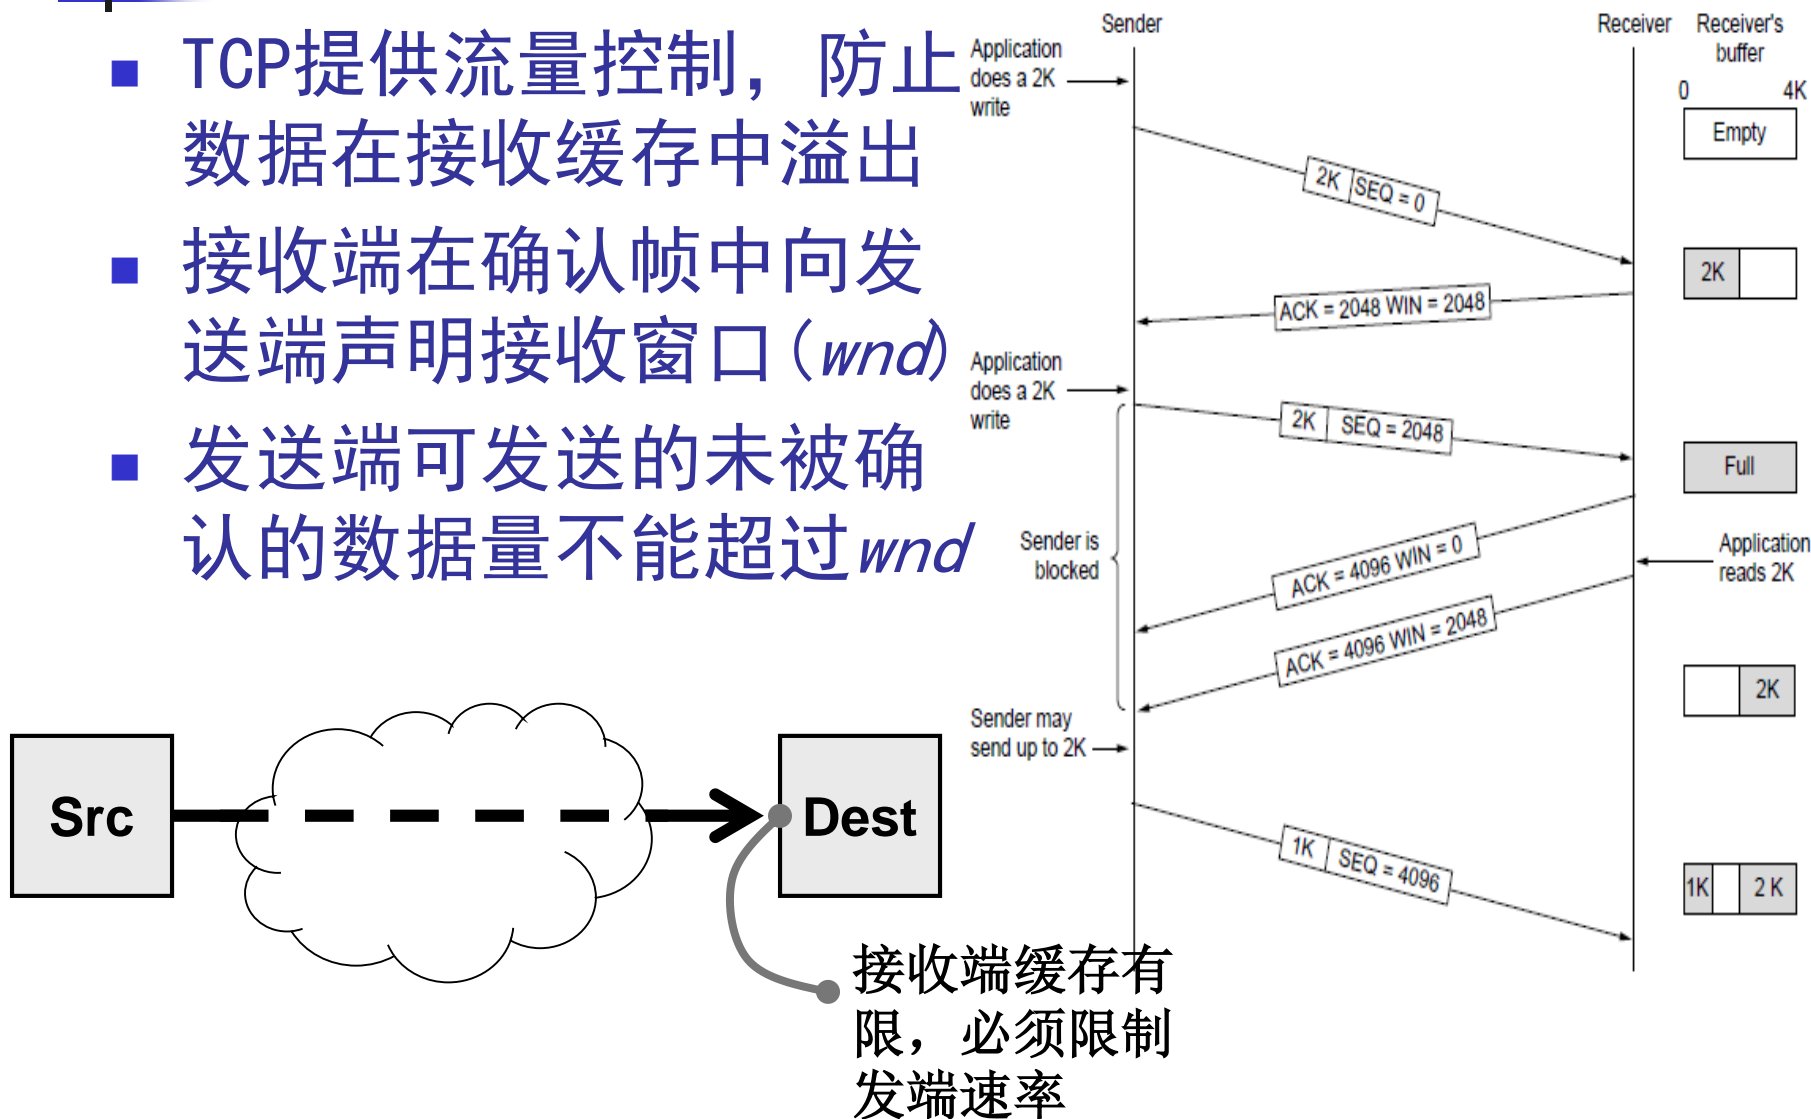 TCP提供流量控制，防止
数据在接收缓存中溢出
接收端在确认帧中向发
送端声明接收窗口(wnd)
发送端可发送的未被确
认的数据量不能超过wnd
Src
Dest
接收端缓存有
限，必须限制
发端速率
Sender
Receiver
Receiver's
buffer
0
4K
Application
does a 2K
write
Empty
2K SEQ = 0
2K
ACK = 2048 WIN = 2048
Application
does a 2K
write
2K SEQ = 2048
Full
Sender is
blocked
ACK = 4096 WIN = 0
Application
reads 2K
ACK = 4096 WIN = 2048
2K
Sender may
send up to 2K
1K SEQ = 4096
1K 2 K